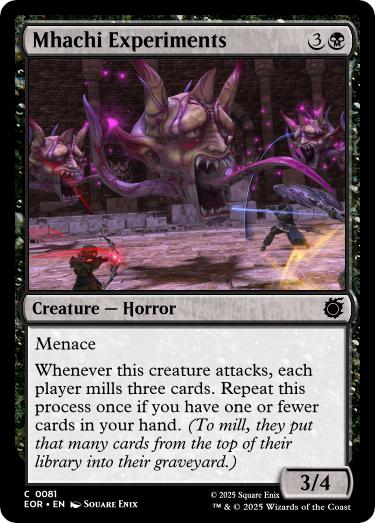 Mhachi Experiments 3
Creature — Horror
Menace
Whenever this creature attacks, each
player mills three cards. Repeat this
process once if you have one or fewer
cards in your hand. (To mill, they put
that many cards from the top of their
library into their graveyard.)
3/4
C 0081
EOR • EN SQUARE ENIX
© 2025 Square Enix
™ & © 2025 Wizards of the Coast